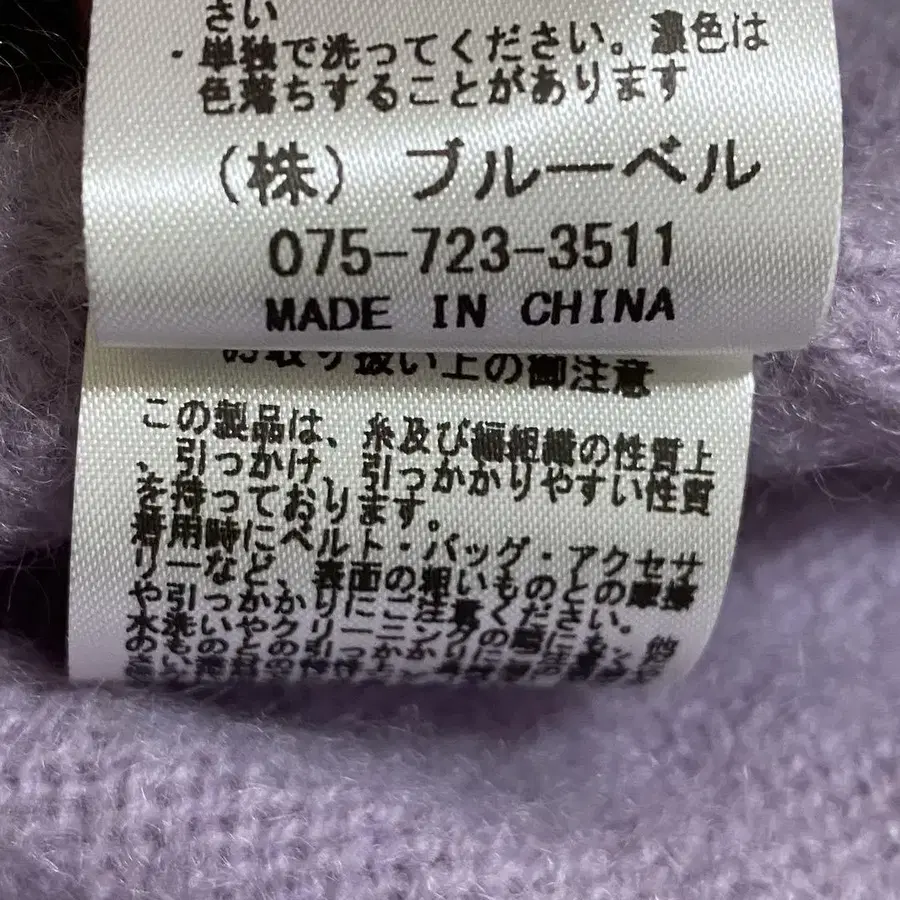 さい
・単独で洗ってください。濃色は
色落ちすることがあります
(株) ブルーベル
075-723-3511
MADE IN CHINA
お取り扱い上の御注意
この製品は、糸及び編組織の性質上
、引っかけ、引っかかりやすい性質
を持っております。
着用時にベルト・バッグ・アクセサ
リーなど、表面の粗いものとの摩擦
や引っかかりにご注意ください。
水洗い